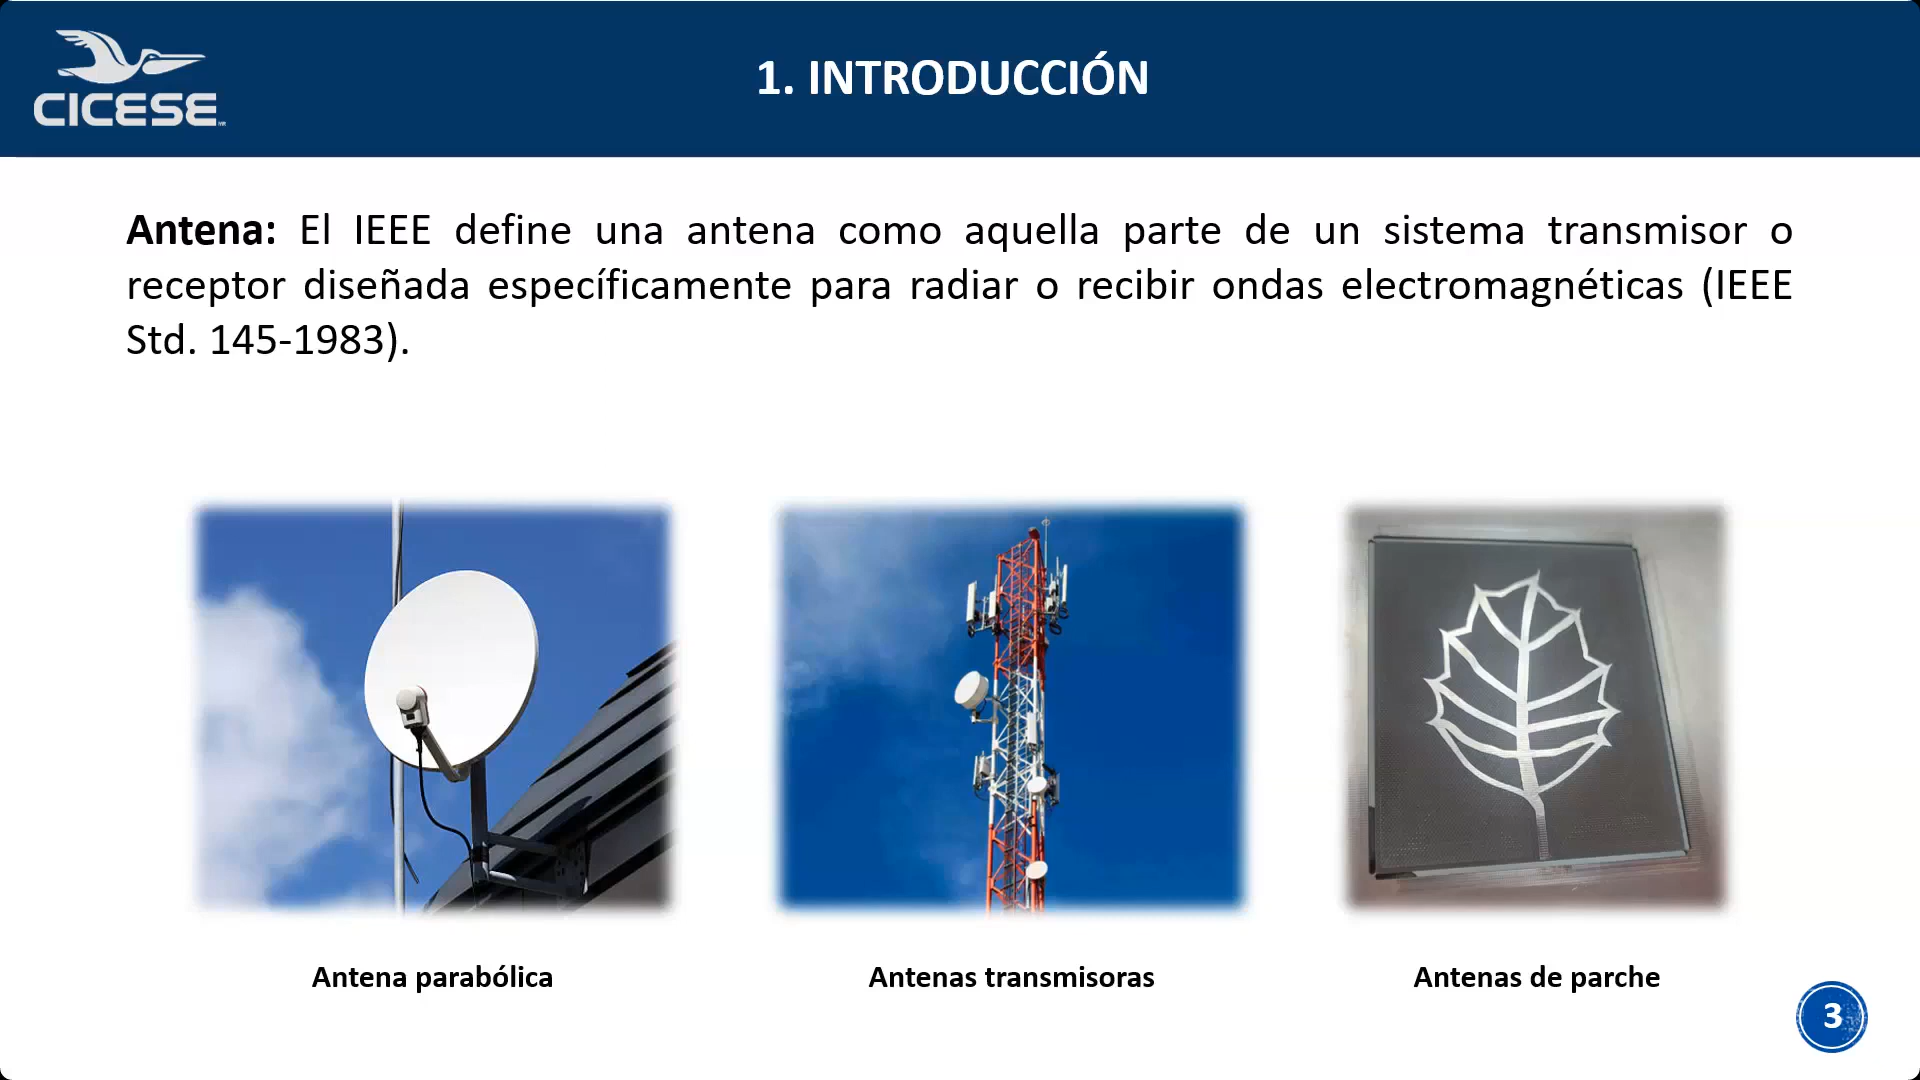 CICESE
1. INTRODUCCIÓN
Antena: El IEEE define una antena como aquella parte de un sistema transmisor o
receptor diseñada específicamente para radiar o recibir ondas electromagnéticas (IEEE
Std. 145-1983).
Antena parabólica
Antenas transmisoras
Antenas de parche
3